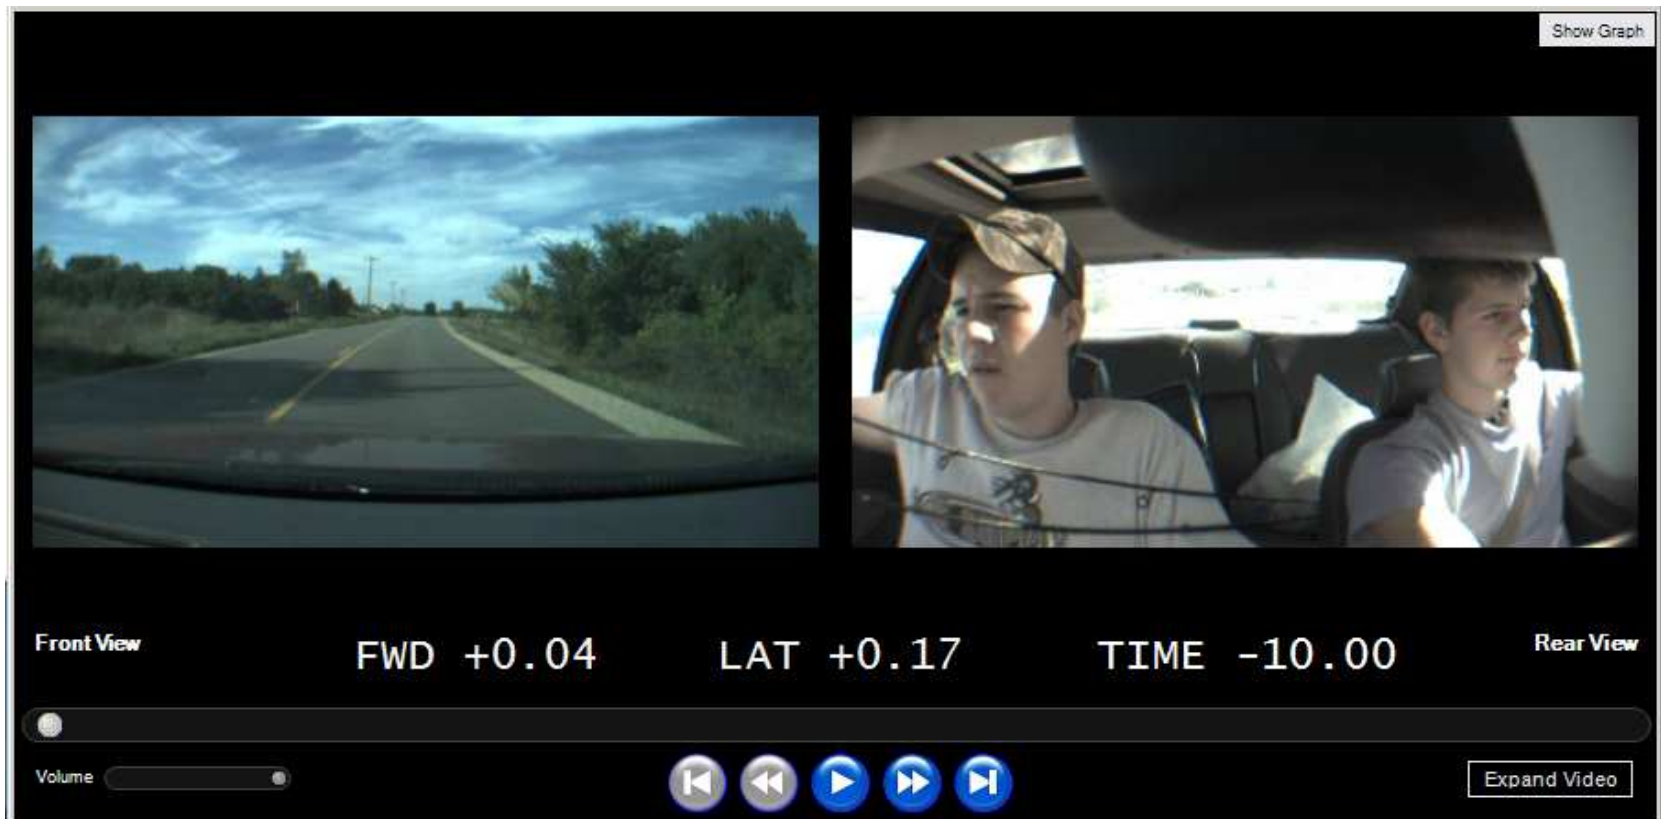 Show Graph
Front View
FWD +0.04
LAT +0.17
TIME -10.00
Rear View
Volume
Expand Video